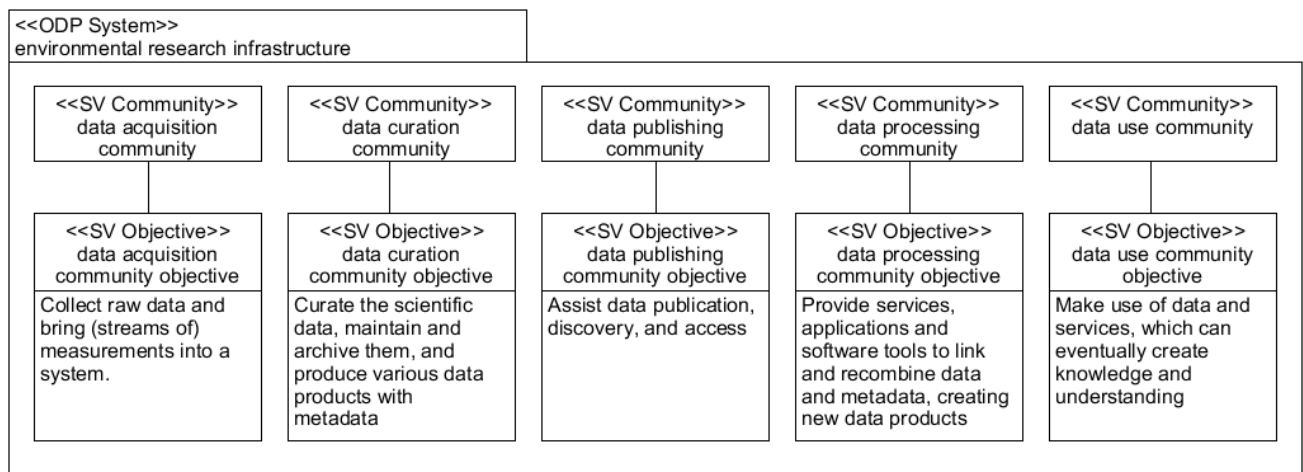 <<ODP System>>
environmental research infrastructure
<<SV Community>>
data acquisition
community
<<SV Community>>
data curation
community
<<SV Community>>
data publishing
community
<<SV Community>>
data processing
community
<<SV Community>>
data use community
<<SV Objective>>
data acquisition
community objective
Collect raw data and
bring (streams of)
measurements into a
system.
<<SV Objective>>
data curation
community objective
Curate the scientific
data, maintain and
archive them, and
produce various data
products with
metadata
<<SV Objective>>
data publishing
community objective
Assist data publication,
discovery, and access
<<SV Objective>>
data processing
community objective
Provide services,
applications and
software tools to link
and recombine data
and metadata, creating
new data products
<<SV Objective>>
data use community
objective
Make use of data and
services, which can
eventually create
knowledge and
understanding